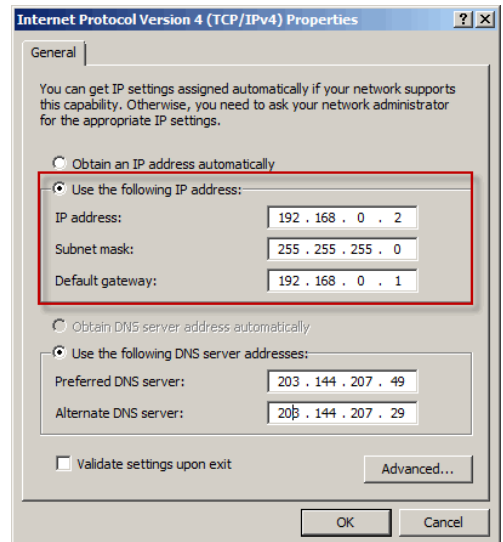 Internet Protocol Version 4 (TCP/IPv4) Properties
General
You can get IP settings assigned automatically if your network supports
this capability. Otherwise, you need to ask your network administrator
for the appropriate IP settings.
Obtain an IP address automatically
Use the following IP address:
IP address: 192 . 168 . 0 . 2
Subnet mask: 255 . 255 . 255 . 0
Default gateway: 192 . 168 . 0 . 1
Obtain DNS server address automatically
Use the following DNS server addresses:
Preferred DNS server: 203 . 144 . 207 . 49
Alternate DNS server: 203 . 144 . 207 . 29
Validate settings upon exit
Advanced...
OK Cancel